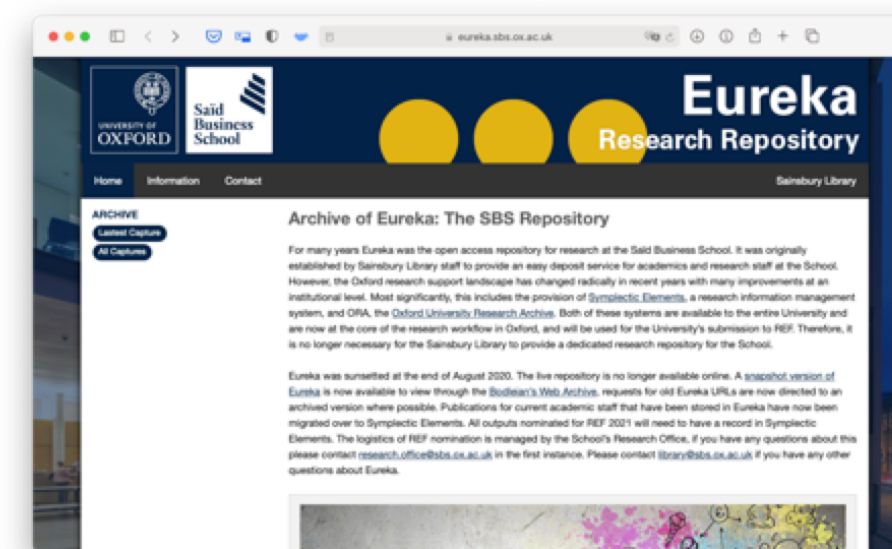 eureka.sbs.ox.ac.uk
UNIVERSITY OF
OXFORD
Saïd
Business
School
Eureka
Research Repository
Home Information Contact Sainsbury Library
ARCHIVE
Lastest Capture
All Captures
Archive of Eureka: The SBS Repository
For many years Eureka was the open access repository for research at the Saïd Business School. It was originally
established by Sainsbury Library staff to provide an easy deposit service for academics and research staff at the School.
However, the Oxford research support landscape has changed radically in recent years with many improvements at an
institutional level. Most significantly, this includes the provision of Symplectic Elements, a research information management
system, and ORA, the Oxford University Research Archive. Both of these systems are available to the entire University and
are now at the core of the research workflow in Oxford, and will be used for the University's submission to REF. Therefore, it
is no longer necessary for the Sainsbury Library to provide a dedicated research repository for the School.
Eureka was sunsetted at the end of August 2020. The live repository is no longer available online. A snapshot version of
Eureka is now available to view through the Bodleian's Web Archive, requests for old Eureka URLs are now directed to an
archived version where possible. Publications for current academic staff that have been stored in Eureka have now been
migrated over to Symplectic Elements. All outputs nominated for REF 2021 will need to have a record in Symplectic
Elements. The logistics of REF nomination is managed by the School's Research Office, if you have any questions about this
please contact research.office@sbs.ox.ac.uk in the first instance. Please contact library@sbs.ox.ac.uk if you have any other
questions about Eureka.